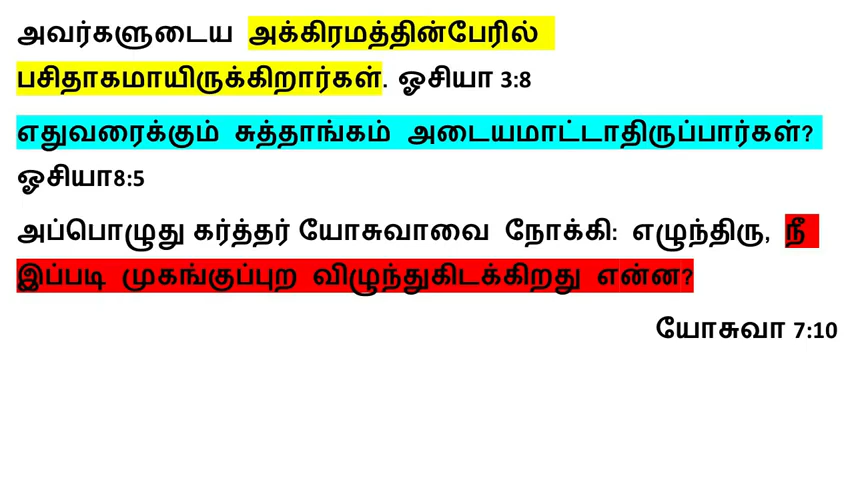 அவர்களுடைய அக்கிரமத்தின்பேரில்
பசிதாகமாயிருக்கிறார்கள். ஓசியா 3:8
எதுவரைக்கும் சுத்தாங்கம் அடையமாட்டாதிருப்பார்கள்?
ஓசியா8:5
அப்பொழுது கர்த்தர் யோசுவாவை நோக்கி: எழுந்திரு, நீ
இப்படி முகங்குப்புற விழுந்துகிடக்கிறது என்ன?
யோசுவா 7:10